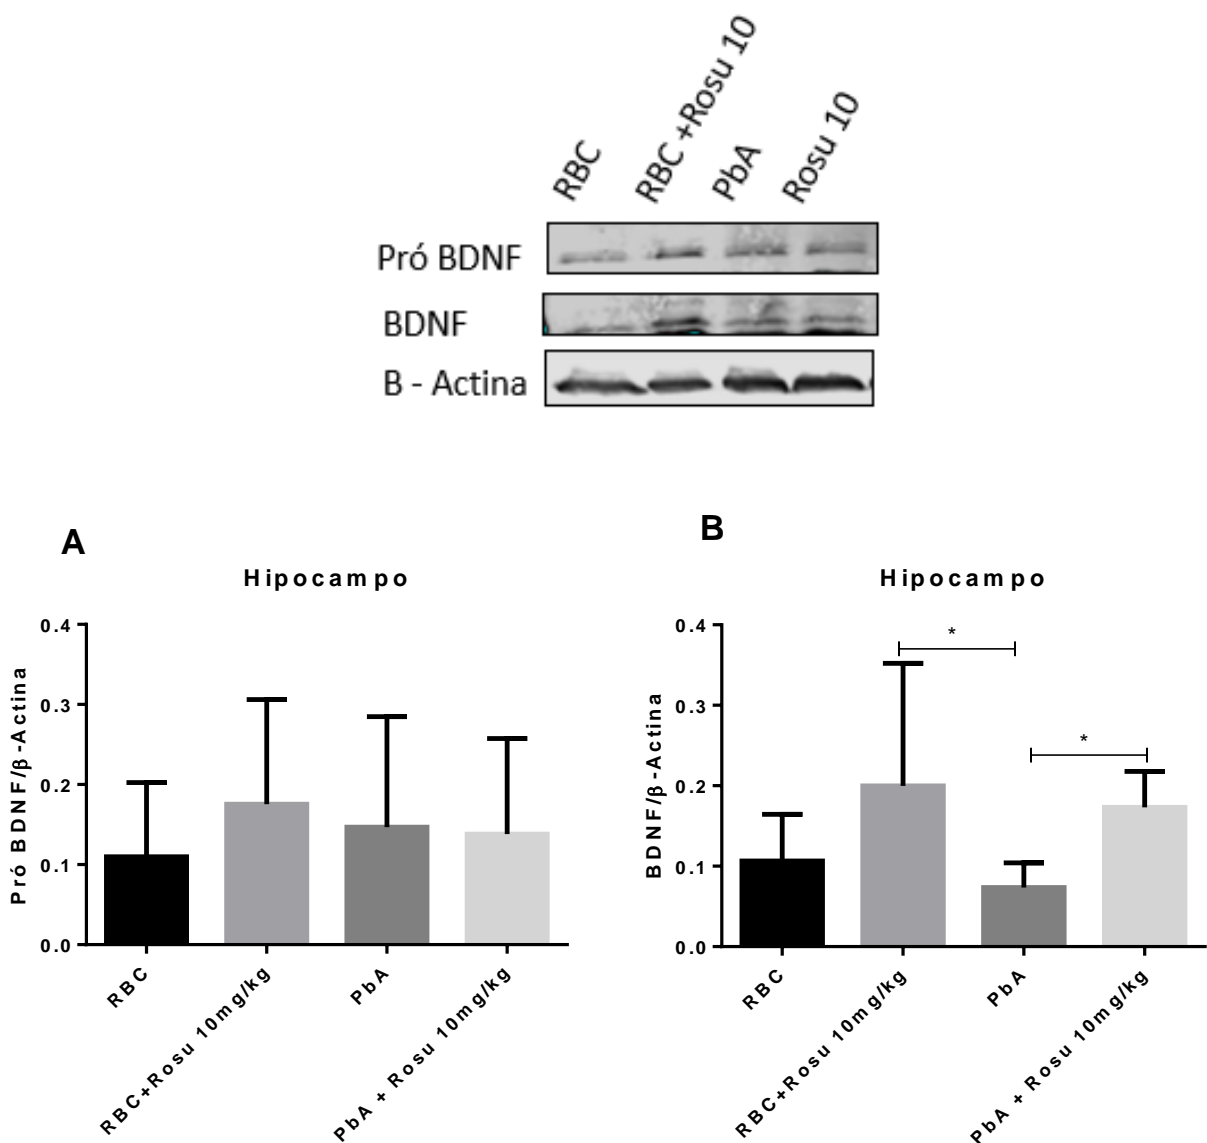 RBC
RBC +Rosu 10
PbA
Rosu 10
Pró BDNF
BDNF
B - Actina
A
Hipocampo
Pró BDNF/β-Actina
0.4
0.3
0.2
0.1
0.0
RBC
RBC+Rosu 10mg/kg
PbA
PbA + Rosu 10mg/kg
B
Hipocampo
BDNF/β-Actina
0.4
0.3
0.2
0.1
0.0
*
*
RBC
RBC+Rosu 10mg/kg
PbA
PbA + Rosu 10mg/kg